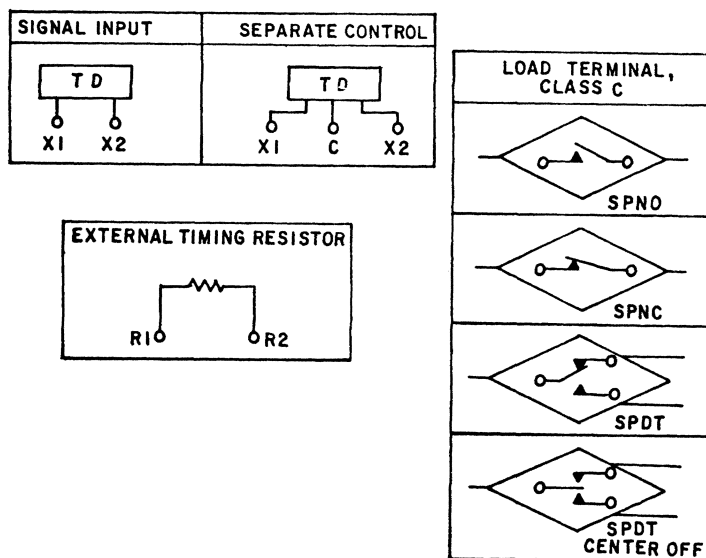 SIGNAL INPUT
SEPARATE CONTROL
TD
X1 X2
TD
X1 C X2
EXTERNAL TIMING RESISTOR
R1 R2
LOAD TERMINAL,
CLASS C
SPNO
SPNC
SPDT
SPDT
CENTER OFF